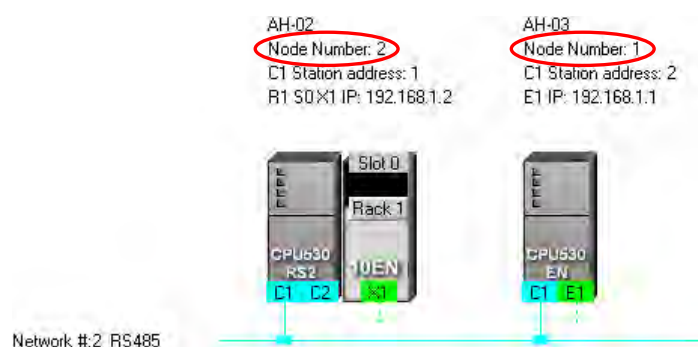 AH-02
Node Number: 2
C1 Station address: 1
R1 S0 X1 IP: 192.168.1.2
AH-03
Node Number: 1
C1 Station address: 2
E1 IP: 192.168.1.1
Slot 0
Rack 1
CPU530
RS2
10EN
C1 C2
X1
CPU530
EN
C1 E1
Network #:2 RS485